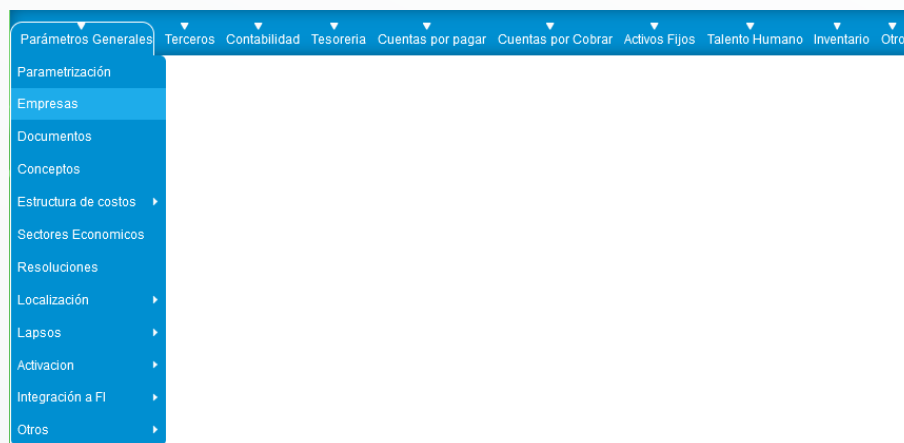 Parámetros Generales Terceros Contabilidad Tesoreria Cuentas por pagar Cuentas por Cobrar Activos Fijos Talento Humano Inventario Otro
Parametrización
Empresas
Documentos
Conceptos
Estructura de costos
Sectores Economicos
Resoluciones
Localización
Lapsos
Activacion
Integración a FI
Otros